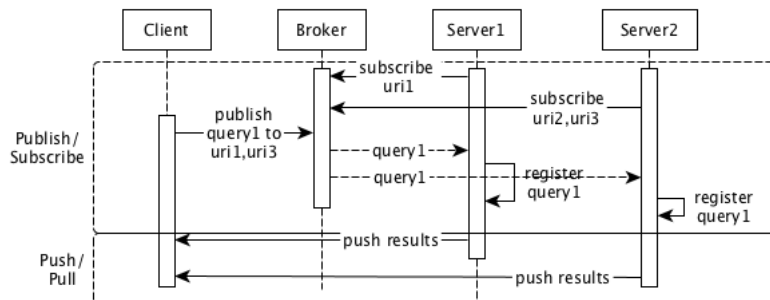 Client
Broker
Server1
Server2
subscribe
uri1
publish
query1 to
uri1,uri3
subscribe
uri2,uri3
Publish/
Subscribe
query1
query1
register
query1
register
query1
push results
Push/
Pull
push results